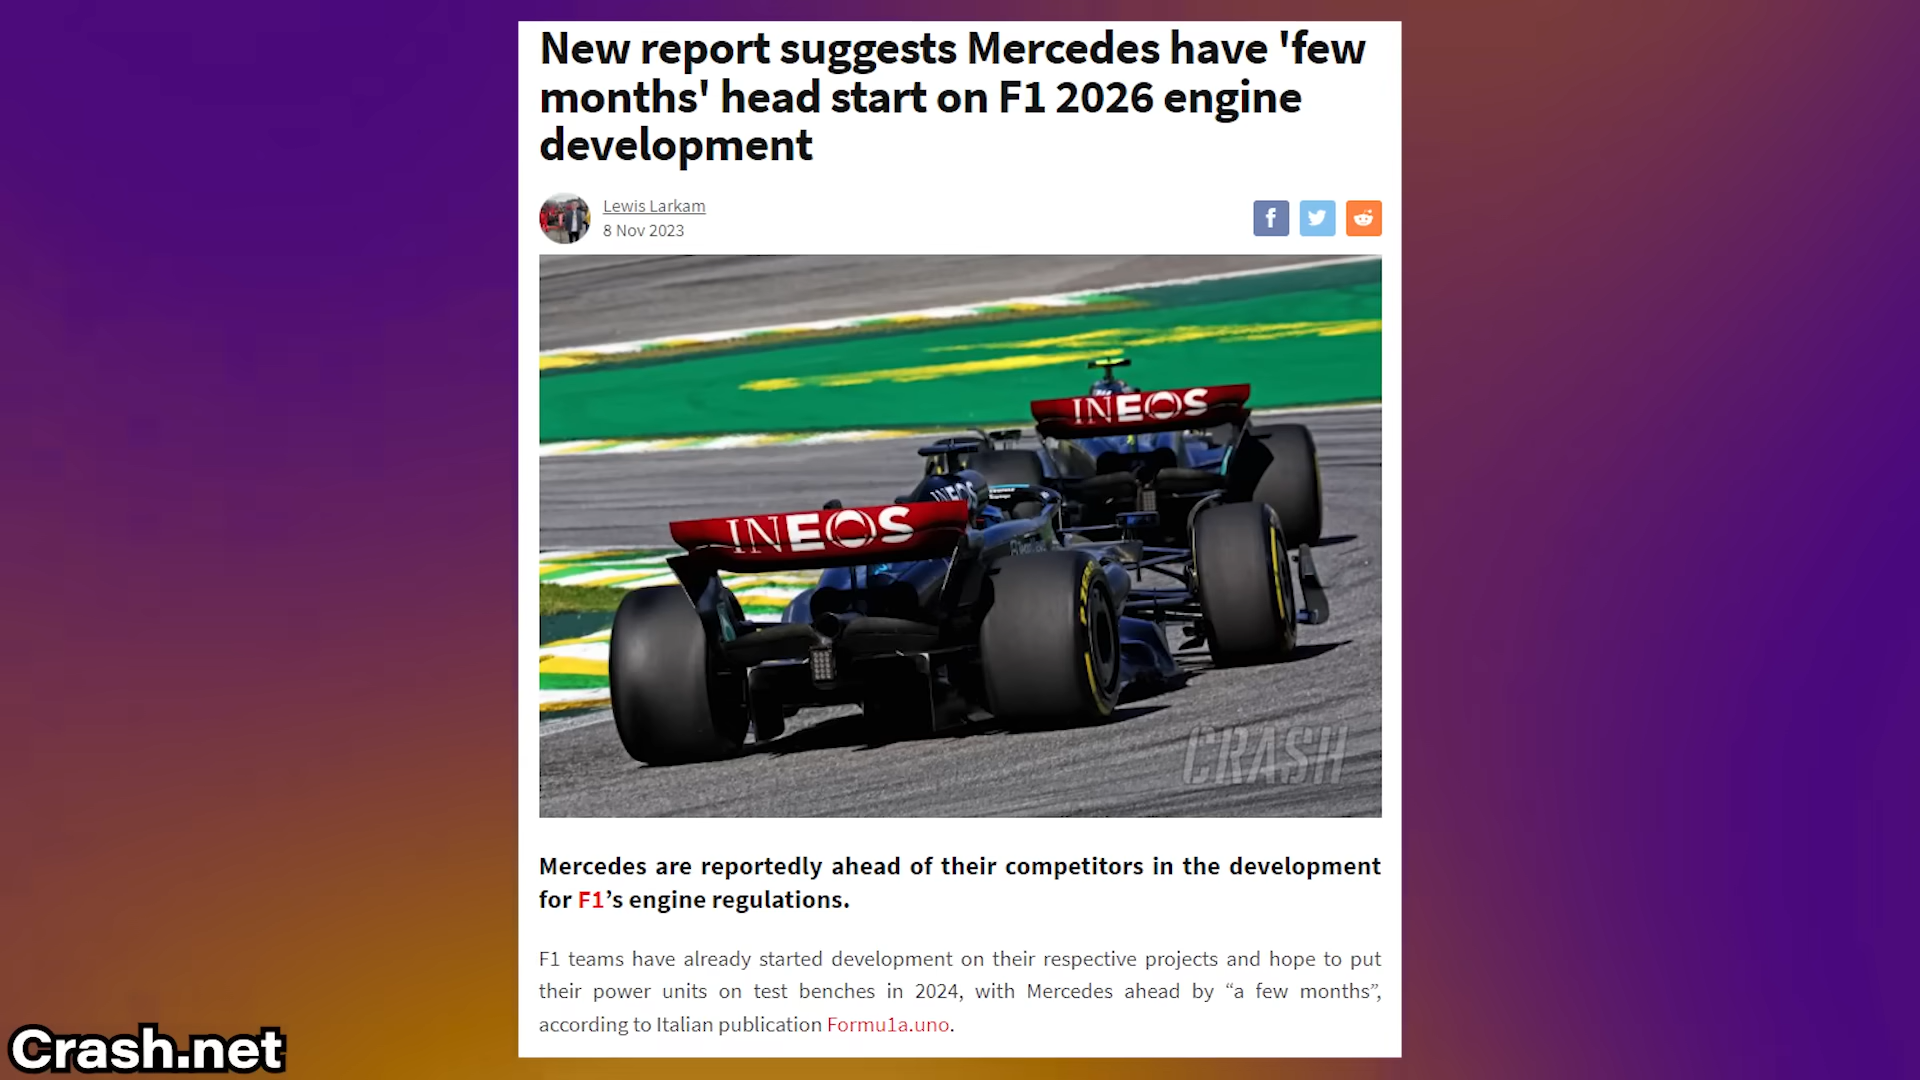 New report suggests Mercedes have 'few
months' head start on F1 2026 engine
development
Lewis Larkam
8 Nov 2023
INEOS
INEOS
INEOS
CRASH
Mercedes are reportedly ahead of their competitors in the development
for F1’s engine regulations.
F1 teams have already started development on their respective projects and hope to put
their power units on test benches in 2024, with Mercedes ahead by “a few months”,
according to Italian publication Formu1a.uno.
Crash.net